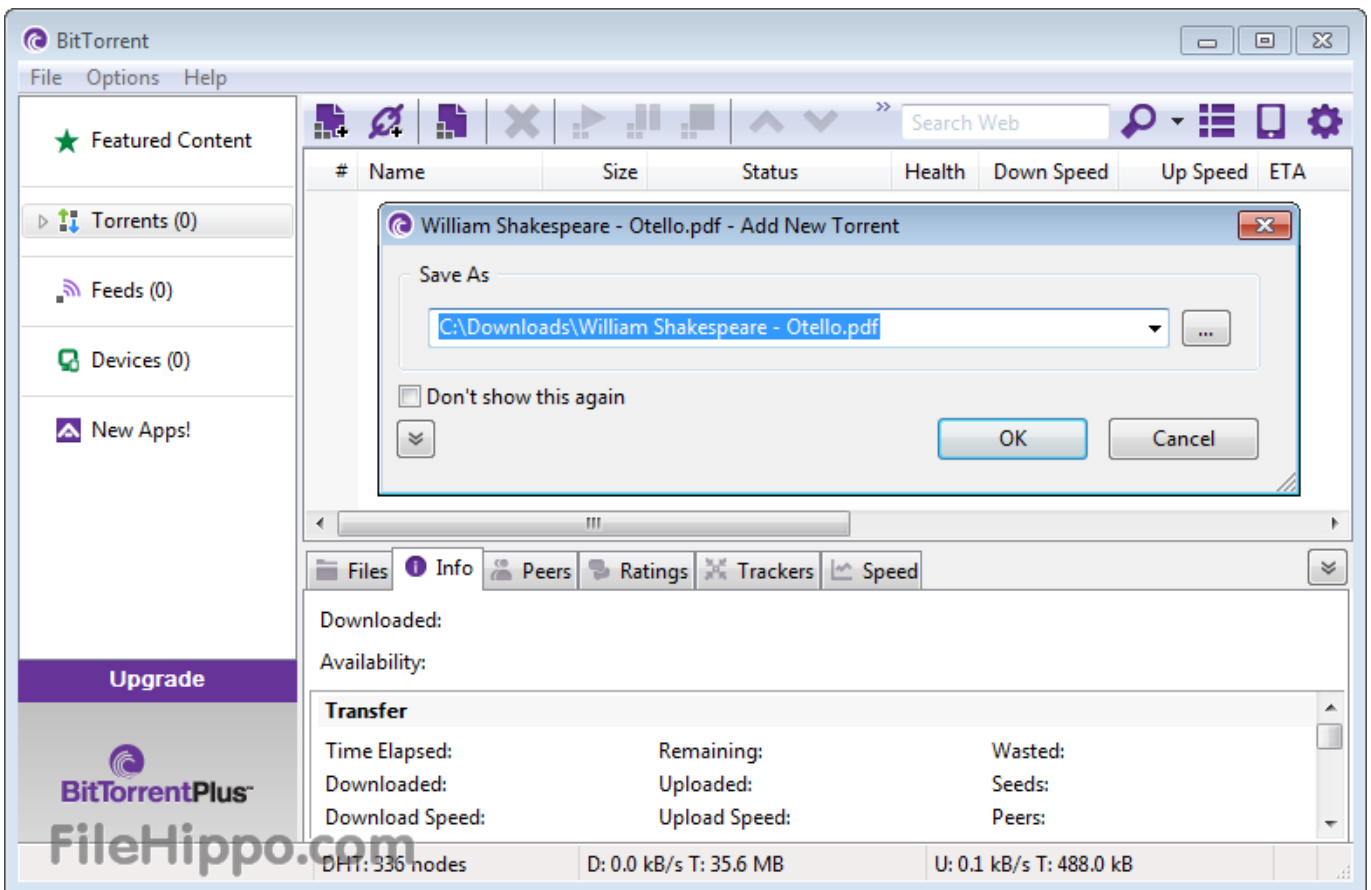 BitTorrent
File Options Help
Featured Content
Torrents (0)
Feeds (0)
Devices (0)
New Apps!
Upgrade
BitTorrentPlus
FileHippo.com
Search Web
# Name Size Status Health Down Speed Up Speed ETA
William Shakespeare - Otello.pdf - Add New Torrent
Save As
C:\Downloads\William Shakespeare - Otello.pdf
...
Don't show this again
OK Cancel
Files Info Peers Ratings Trackers Speed
Downloaded:
Availability:
Transfer
Time Elapsed: Remaining: Wasted:
Downloaded: Uploaded: Seeds:
Download Speed: Upload Speed: Peers:
DHT: 336 nodes D: 0.0 kB/s T: 35.6 MB U: 0.1 kB/s T: 488.0 kB